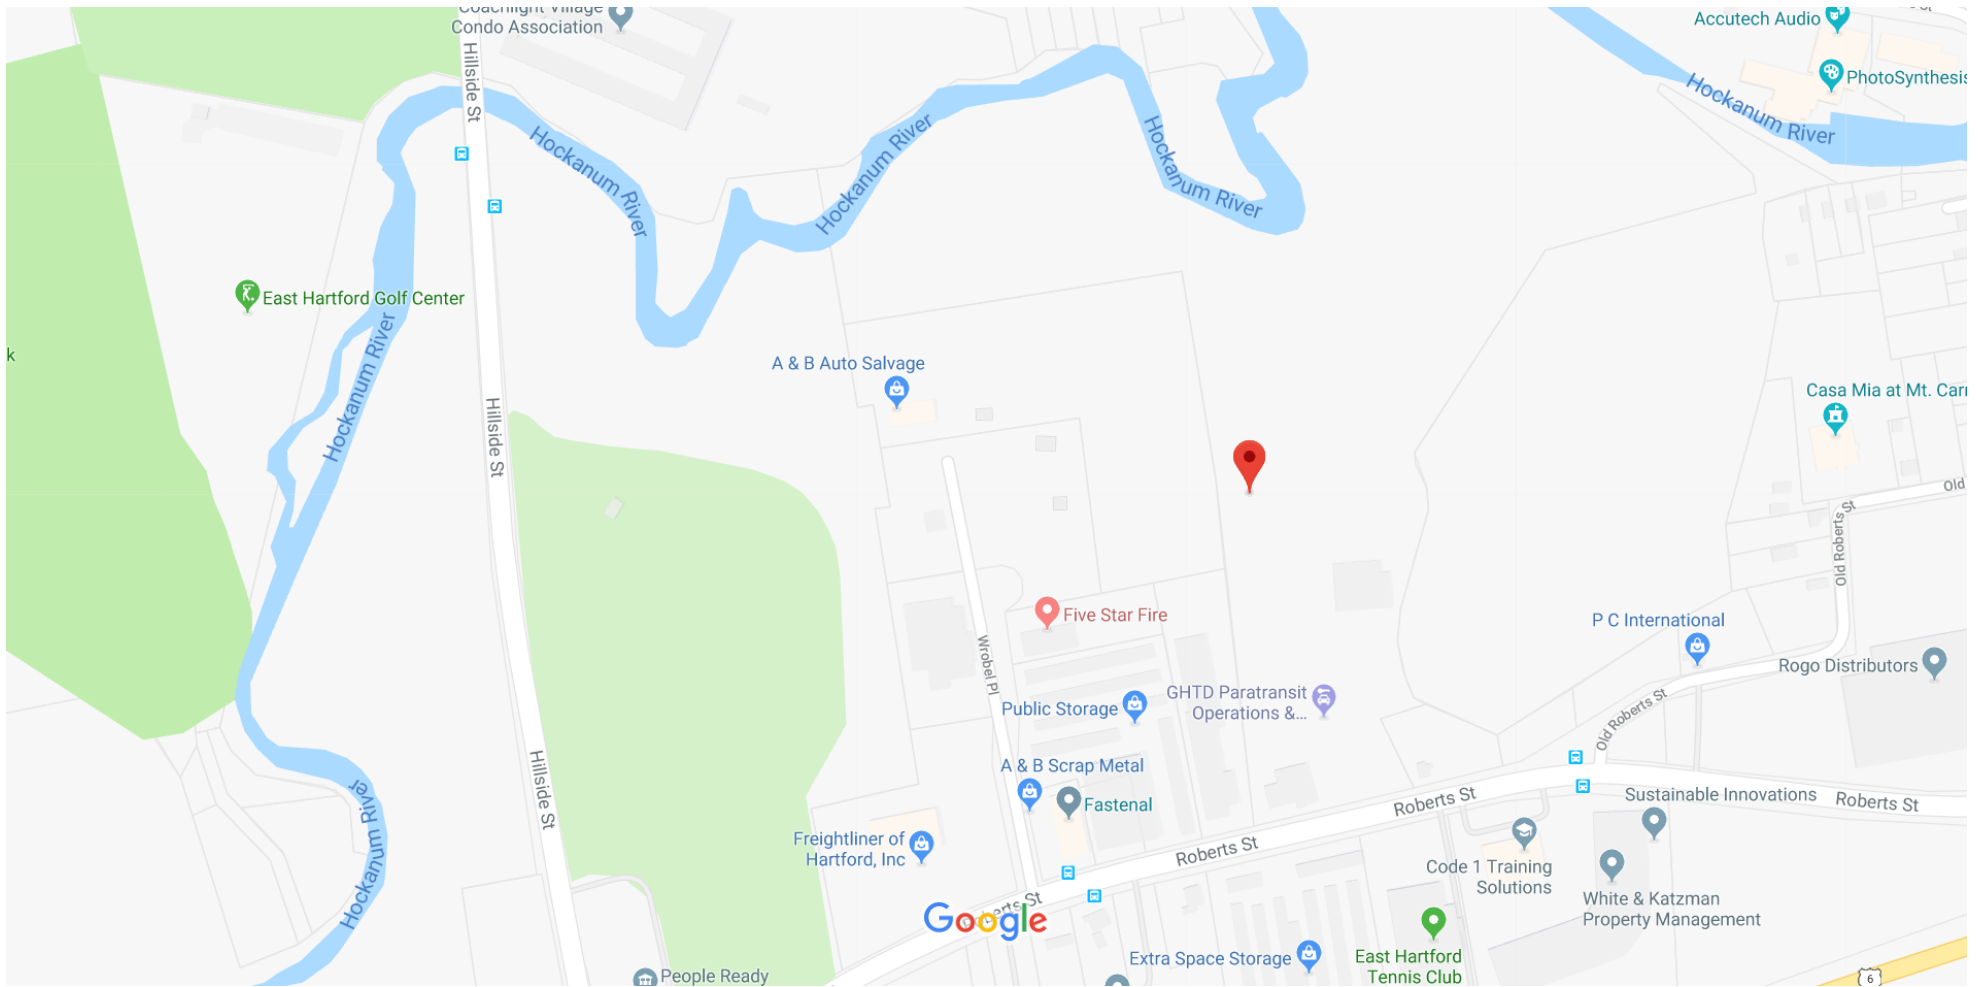 Coachlight Village
Condo Association
Accutech Audio
PhotoSynthesis
Hockanum River
Hillside St
Hockanum River
Hockanum River
Hockanum River
East Hartford Golf Center
Hockanum River
k
A & B Auto Salvage
Hillside St
Casa Mia at Mt. Carr
Old
Old Roberts St
Five Star Fire
P C International
Wrobel Pl
Rogo Distributors
GHTD Paratransit
Operations &...
Public Storage
Old Roberts St
A & B Scrap Metal
Fastenal
Hillside St
Hockanum River
Roberts St
Sustainable Innovations
Roberts St
Freightliner of
Hartford, Inc
Roberts St
Code 1 Training
Solutions
White & Katzman
Property Management
Roberts St
Google
Extra Space Storage
East Hartford
Tennis Club
People Ready
6